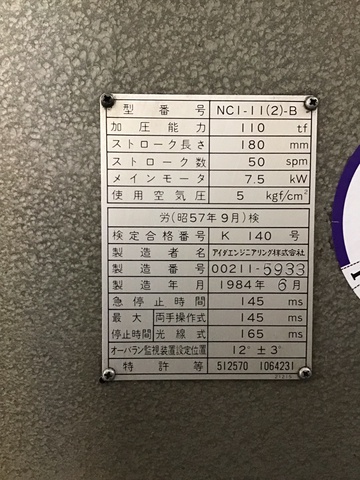 型番号 NC1-11(2)-B
加圧能力 110 tf
ストローク長さ 180 mm
ストローク数 50 spm
メインモータ 7.5 kW
使用空気圧 5 kgf/cm²
労(昭57年9月)検
検定合格番号 K 140号
製造者名 アイダエンジニアリング株式会社
製造番号 00211-5933
製造年月 1984年6月
急停止時間 145 ms
最大停止時間 両手操作式 145 ms
光線式 165 ms
オーバラン監視装置設定位置 12°±3°
特許等 512570 1064231